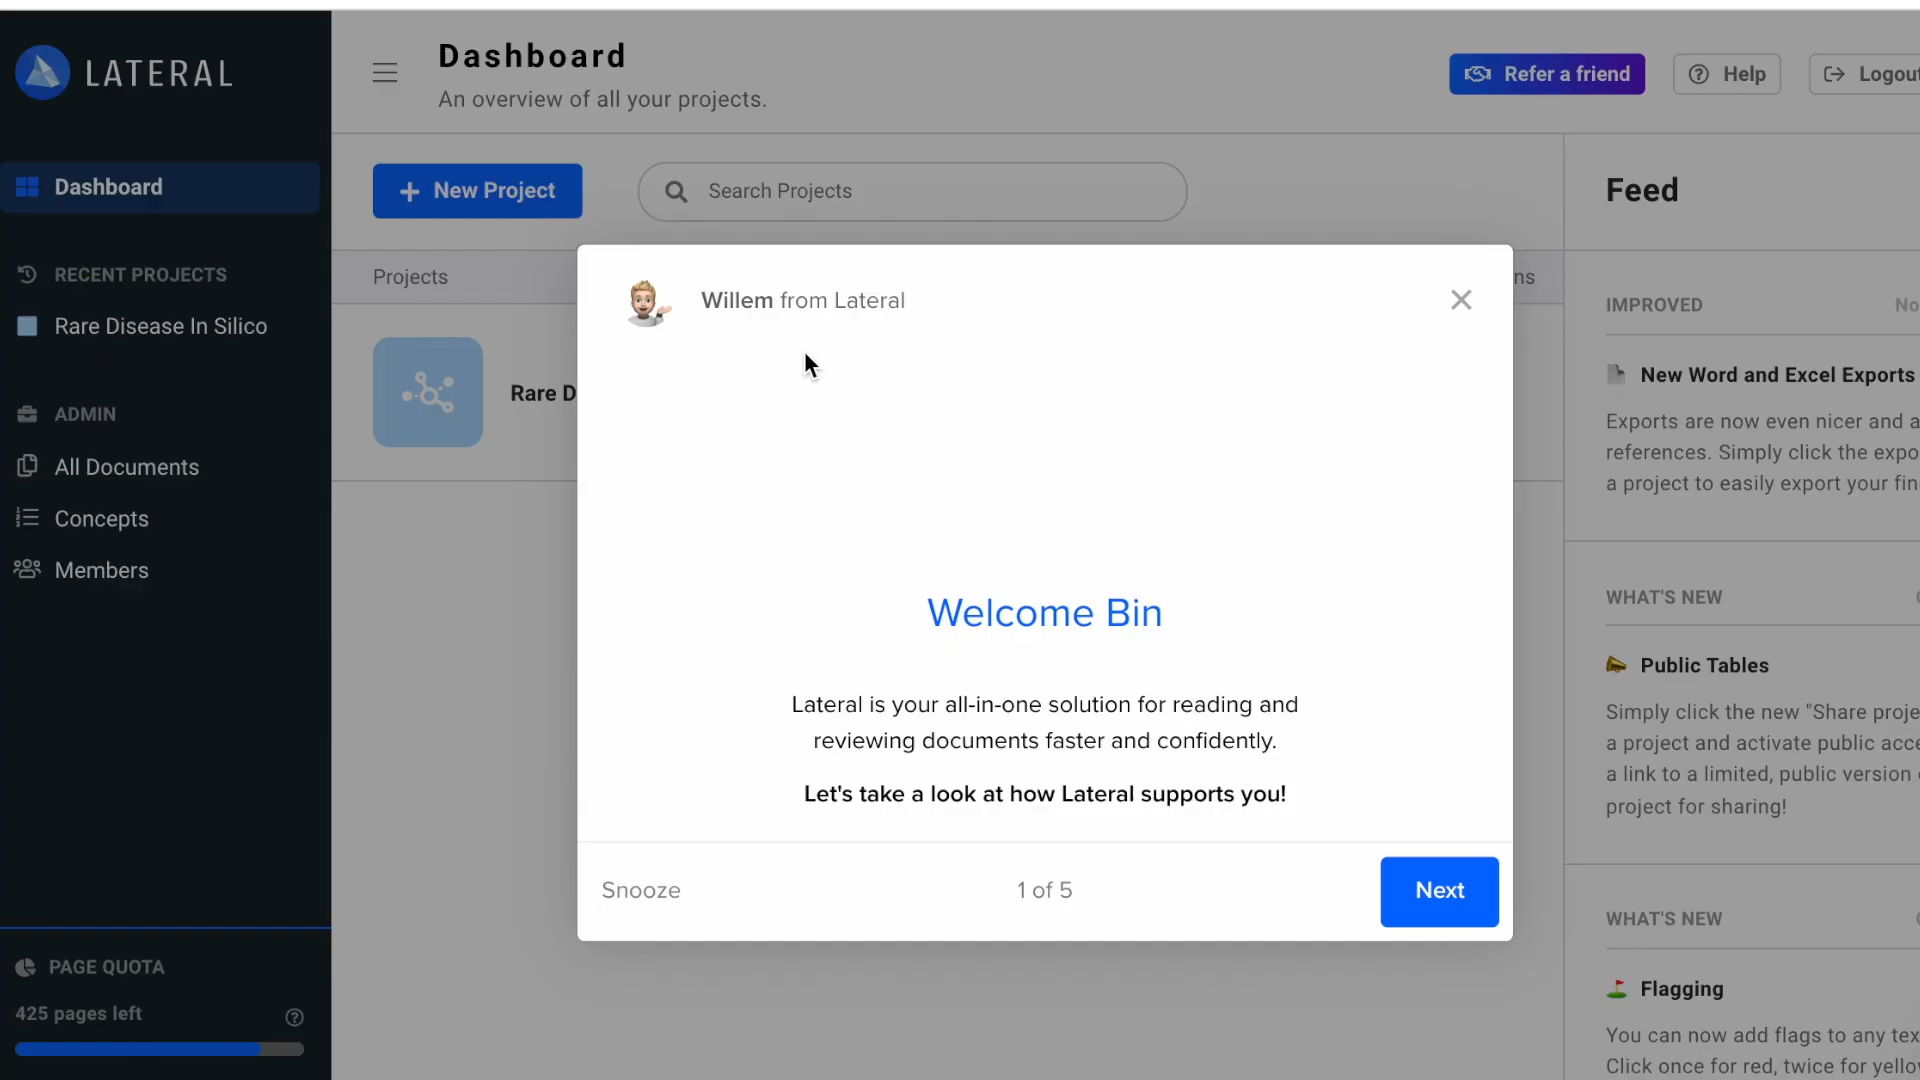 LATERAL
Dashboard
RECENT PROJECTS
Rare Disease In Silico
ADMIN
All Documents
Concepts
Members
PAGE QUOTA
425 pages left
Dashboard
An overview of all your projects.
Refer a friend
Help
Logout
New Project
Search Projects
Projects
ns
Rare D
Willem from Lateral
Welcome Bin
Lateral is your all-in-one solution for reading and
reviewing documents faster and confidently.
Let's take a look at how Lateral supports you!
Snooze
1 of 5
Next
Feed
IMPROVED
No
New Word and Excel Exports
Exports are now even nicer and a
references. Simply click the expo
a project to easily export your fin
WHAT'S NEW
Public Tables
Simply click the new "Share proje
a project and activate public acce
a link to a limited, public version
project for sharing!
WHAT'S NEW
Flagging
You can now add flags to any tex
Click once for red, twice for yello